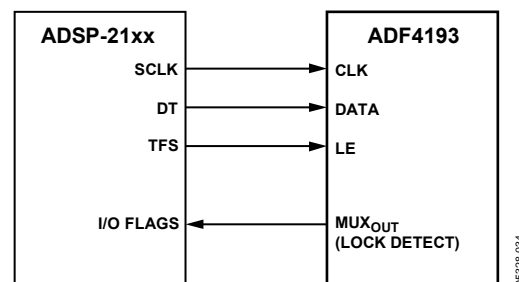 ADSP-21xx
ADF4193
SCLK
CLK
DT
DATA
TFS
LE
I/O FLAGS
MUXOUT
(LOCK DETECT)